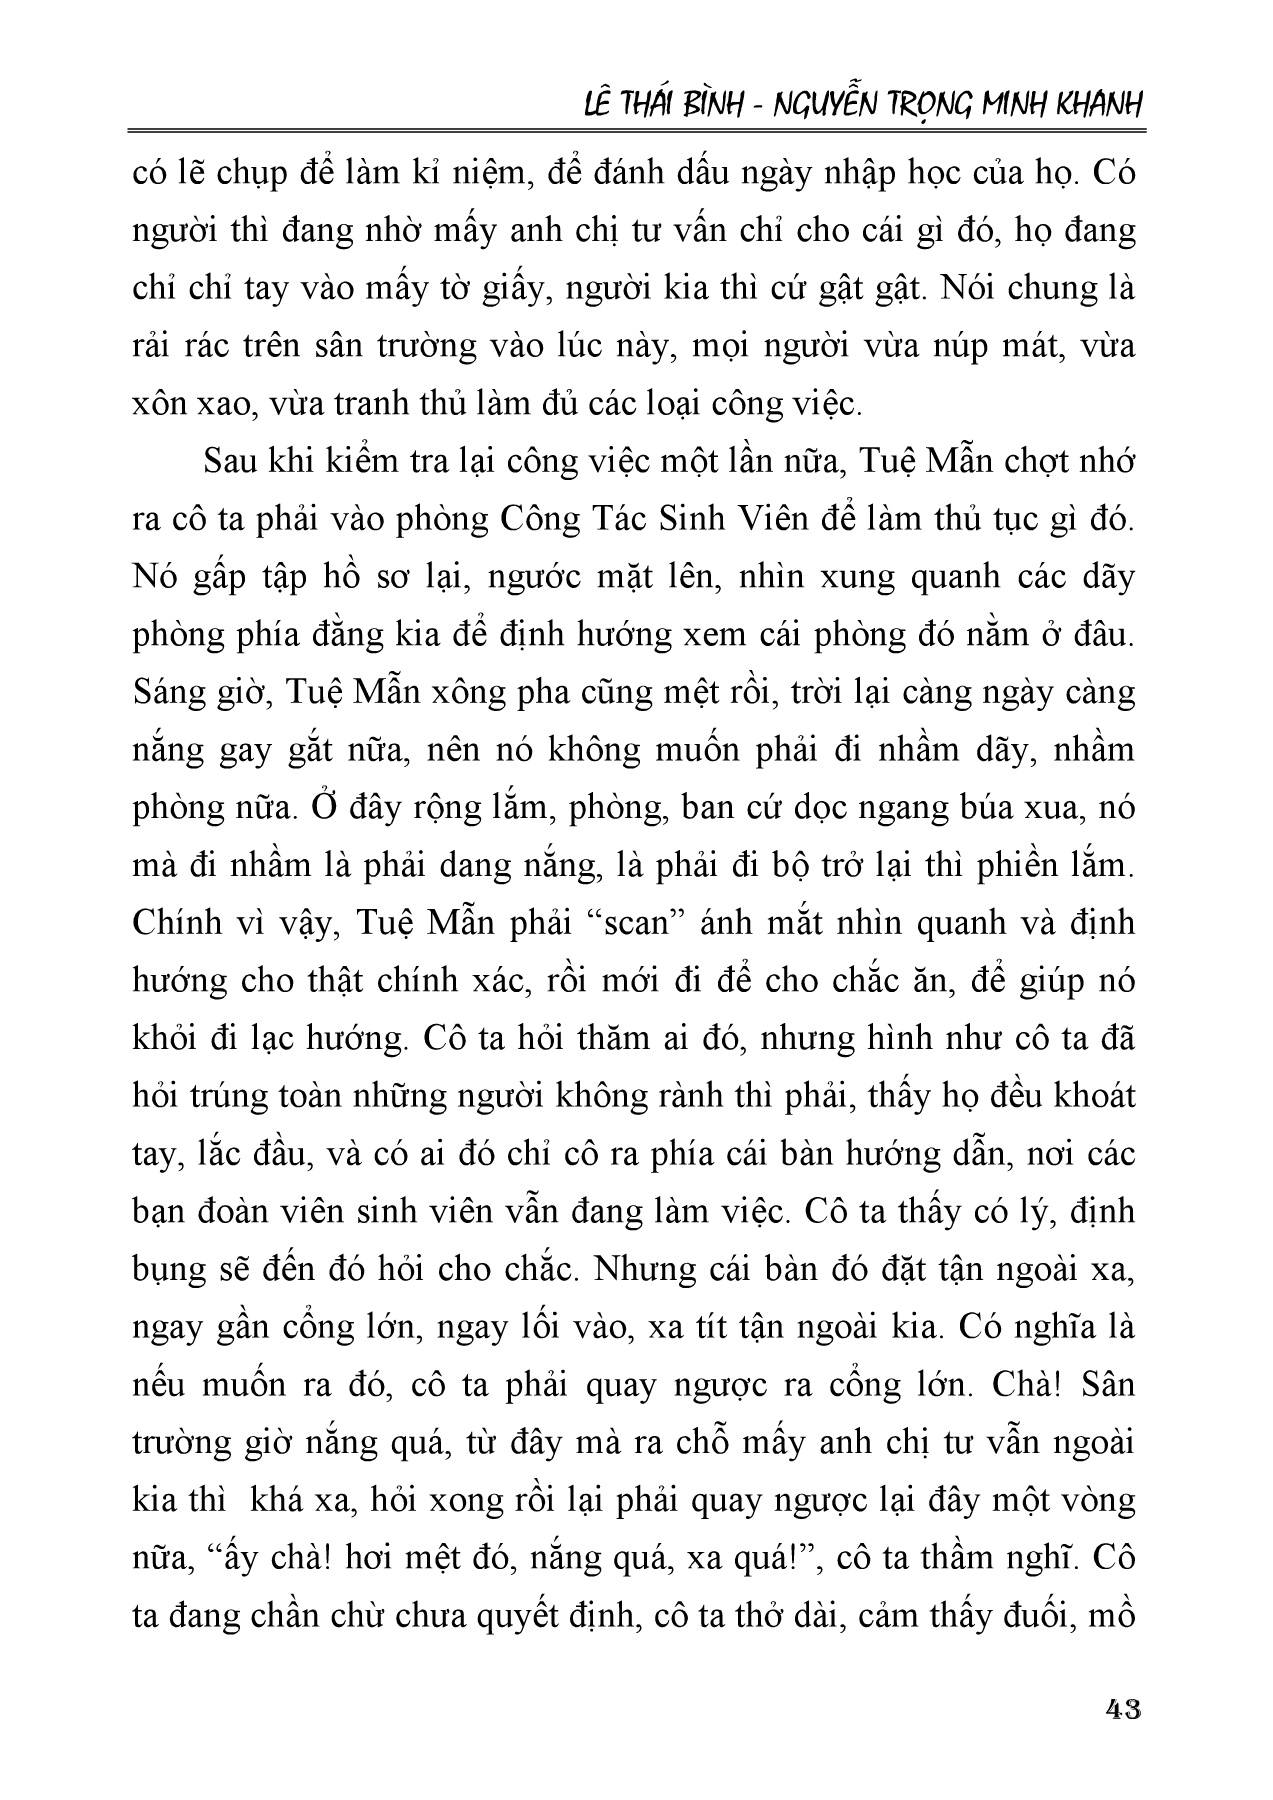 LÊ THÁI BÌNH - NGUYỄN TRỌNG MINH KHANH
có lẽ chụp để làm kỉ niệm, để đánh dấu ngày nhập học của họ. Có
người thì đang nhờ mấy anh chị tư vấn chỉ cho cái gì đó, họ đang
chỉ chỉ tay vào mấy tờ giấy, người kia thì cứ gật gật. Nói chung là
rải rác trên sân trường vào lúc này, mọi người vừa núp mát, vừa
xôn xao, vừa tranh thủ làm đủ các loại công việc.
Sau khi kiểm tra lại công việc một lần nữa, Tuệ Mẫn chợt nhớ
ra cô ta phải vào phòng Công Tác Sinh Viên để làm thủ tục gì đó.
Nó gấp tập hồ sơ lại, ngước mặt lên, nhìn xung quanh các dãy
phòng phía đằng kia để định hướng xem cái phòng đó nằm ở đâu.
Sáng giờ, Tuệ Mẫn xông pha cũng mệt rồi, trời lại càng ngày càng
nắng gay gắt nữa, nên nó không muốn phải đi nhầm dãy, nhầm
phòng nữa. Ở đây rộng lắm, phòng, ban cứ dọc ngang búa xua, nó
mà đi nhầm là phải dang nắng, là phải đi bộ trở lại thì phiền lắm.
Chính vì vậy, Tuệ Mẫn phải “scan” ánh mắt nhìn quanh và định
hướng cho thật chính xác, rồi mới đi để cho chắc ăn, để giúp nó
khỏi đi lạc hướng. Cô ta hỏi thăm ai đó, nhưng hình như cô ta đã
hỏi trúng toàn những người không rành thì phải, thấy họ đều khoát
tay, lắc đầu, và có ai đó chỉ cô ra phía cái bàn hướng dẫn, nơi các
bạn đoàn viên sinh viên vẫn đang làm việc. Cô ta thấy có lý, định
bụng sẽ đến đó hỏi cho chắc. Nhưng cái bàn đó đặt tận ngoài xa,
ngay gần cổng lớn, ngay lối vào, xa tít tận ngoài kia. Có nghĩa là
nếu muốn ra đó, cô ta phải quay ngược ra cổng lớn. Chà! Sân
trường giờ nắng quá, từ đây mà ra chỗ mấy anh chị tư vẫn ngoài
kia thì  khá xa, hỏi xong rồi lại phải quay ngược lại đây một vòng
nữa, “ấy chà! hơi mệt đó, nắng quá, xa quá!”, cô ta thầm nghĩ. Cô
ta đang chần chừ chưa quyết định, cô ta thở dài, cảm thấy đuối, mồ
43